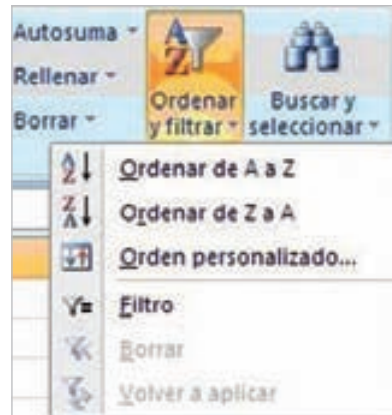 Autosuma
Rellenar
Borrar
Ordenar
y filtrar
Buscar y
seleccionar
Ordenar de A a Z
Ordenar de Z a A
Orden personalizado...
Filtro
Borrar
Volver a aplicar